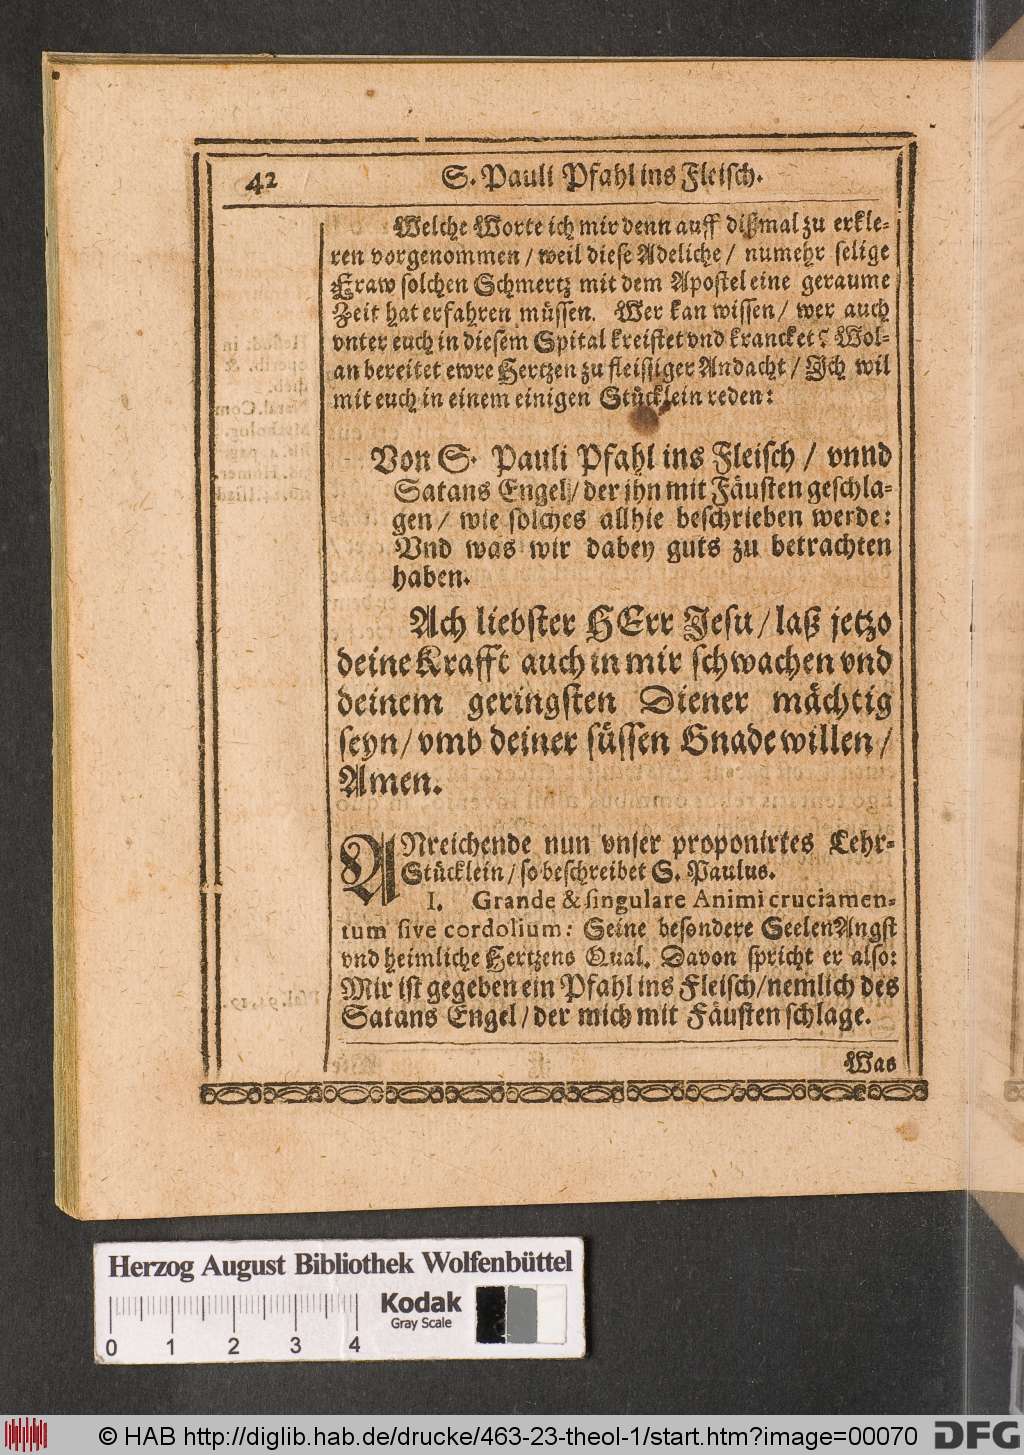 42 S. Pauli Pfahl ins Fleisch.
Welche Worte ich mir denn auff dißmal zu erkle-
ren vorgenommen / weil diese Adeliche / numehr selige
Fraw solchen Schmertz mit dem Apostel eine geraume
Zeit hat erfahren müssen. Wer kan wissen / wer auch
vnter euch in diesem Spital kreistet vnd krancket? Wol-
an bereitet ewre Hertzen zu fleissiger Andacht / Ich wil
mit euch in einem einigen Stücklein reden:
Von S. Pauli Pfahl ins Fleisch / vnnd
Satans Engel / der jhn mit Fäusten geschla-
gen / wie solches allhie beschrieben werde:
Vnd was wir dabey guts zu betrachten
haben.
Ach liebster HErr Jesu / laß jetzo
deine Krafft auch in mir schwachen vnd
deinem geringsten Diener mächtig
seyn / vmb deiner süssen Gnade willen /
Amen.
ANreichende nun vnser proponirtes Lehr-
Stücklein / so beschreibet S. Paulus.
I. Grande & singulare Animi cruciamen-
tum sive cordolium: Seine besondere SeelenAngst
vnd heimliche Hertzens Qual. Davon spricht er also:
Mir ist gegeben ein Pfahl ins Fleisch / nemlich des
Satans Engel / der mich mit Fäusten schlage.
Was
Herzog August Bibliothek Wolfenbüttel
Kodak
Gray Scale
0 1 2 3 4
© HAB http://diglib.hab.de/drucke/463-23-theol-1/start.htm?image=00070
DFG